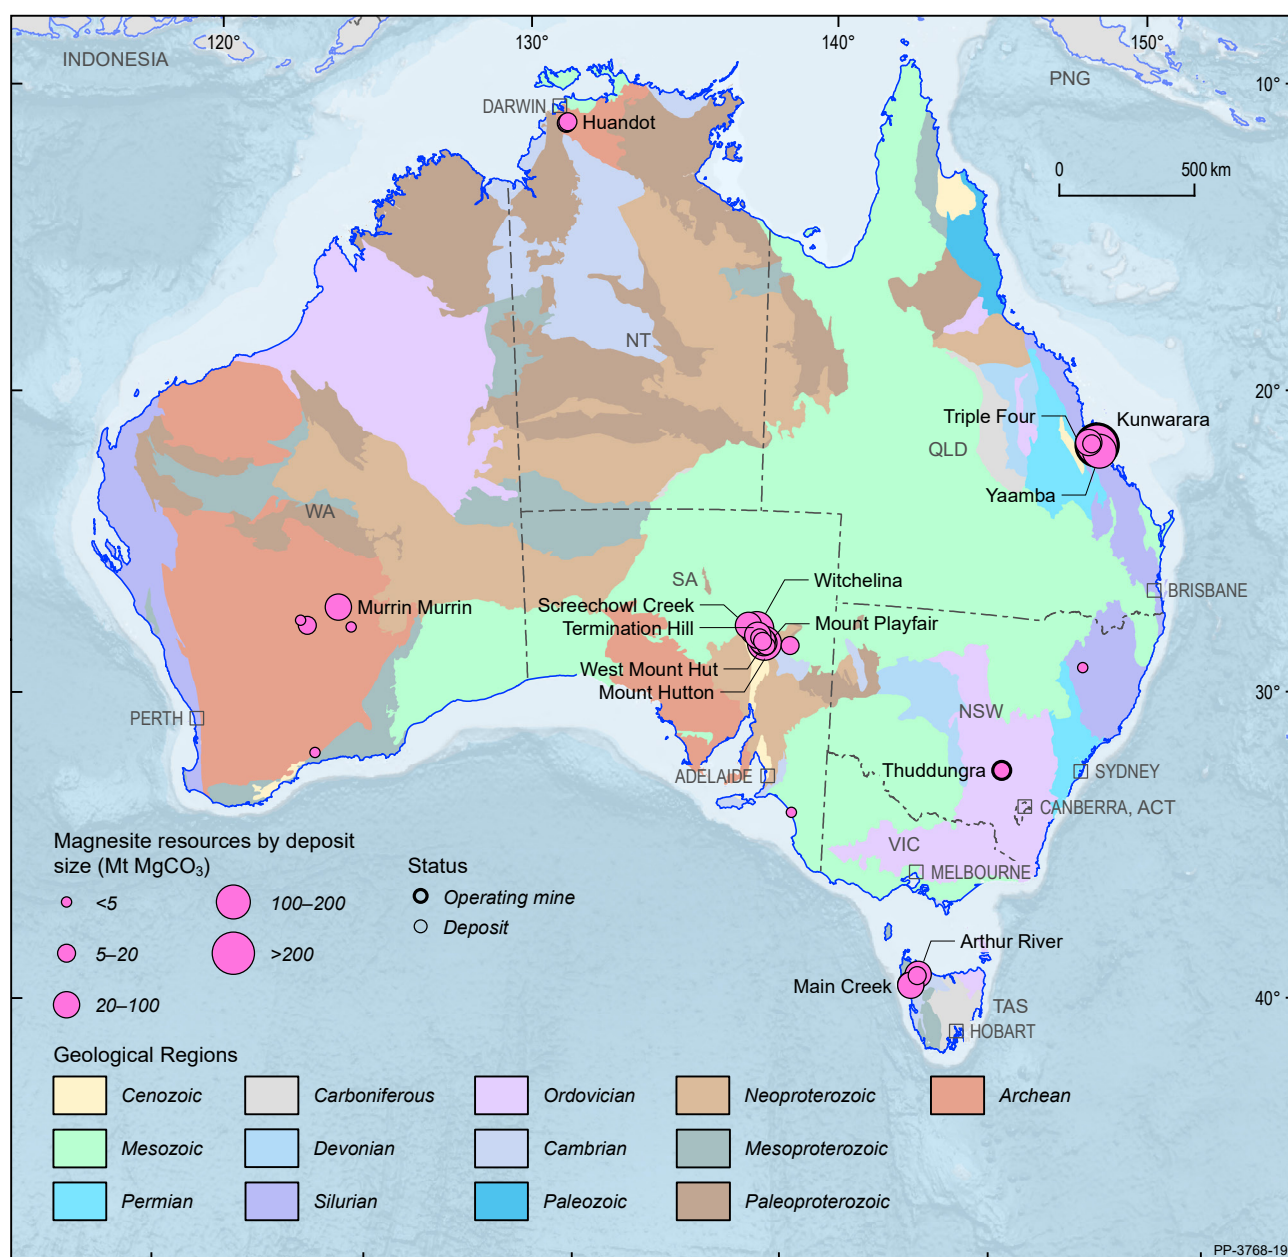 120°
130°
140°
150°
INDONESIA
PNG
10°
DARWIN
Huandot
0
500 km
NT
20°
Triple Four
Kunwarara
QLD
Yaamba
WA
SA
Witchelina
BRISBANE
Screechowl Creek
Murrin Murrin
Termination Hill
Mount Playfair
West Mount Hut
Mount Hutton
30°
NSW
PERTH
ADELAIDE
Thuddungra
SYDNEY
CANBERRA, ACT
VIC
MELBOURNE
Magnesite resources by deposit
size (Mt MgCO₃)
<5
5–20
20–100
100–200
>200
Status
Operating mine
Deposit
Arthur River
Main Creek
40°
TAS
HOBART
Geological Regions
Cenozoic
Carboniferous
Ordovician
Neoproterozoic
Archean
Mesozoic
Devonian
Cambrian
Mesoproterozoic
Permian
Silurian
Paleozoic
Paleoproterozoic
PP-3768-19